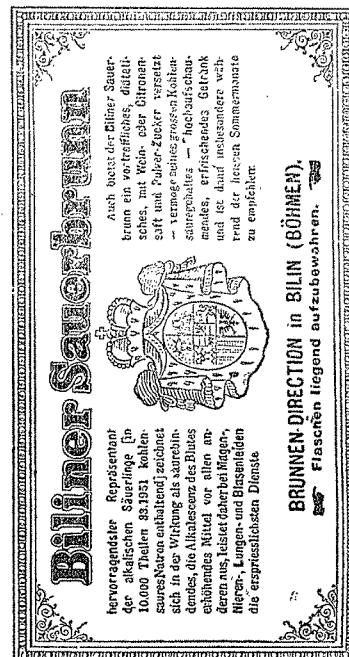 Biliner Sauerbrunn
hervorragendster Repräsentant
der alkalischen Säuerlinge [in
10.000 Theilen 33.1951 kohlen-
saures Natron enthaltend] zeichnet
sich in der Wirkung als säurebin-
dendes, die Alkalescenz des Blutes
erhöhendes Mittel vor allen an-
deren aus, leistet daher bei Magen-,
Nieren-, Lungen- und Blasenleiden
die erspriesslichsten Dienste
Auch bietet der Biliner Sauer-
brunn ein vortreffliches, diäteti-
sches, mit Wein- oder Citronen-
saft und Pulver-Zucker versetzt
– vermöge seines grossen Kohlen-
säuregehaltes – hochaufschäu-
mendes, erfrischendes Getränk
und ist dann insbesondere wäh-
rend der heissen Sommermonate
zu empfehlen.
BRUNNEN-DIRECTION in BILIN (BÖHMEN).
Flaschen liegend aufzubewahren.